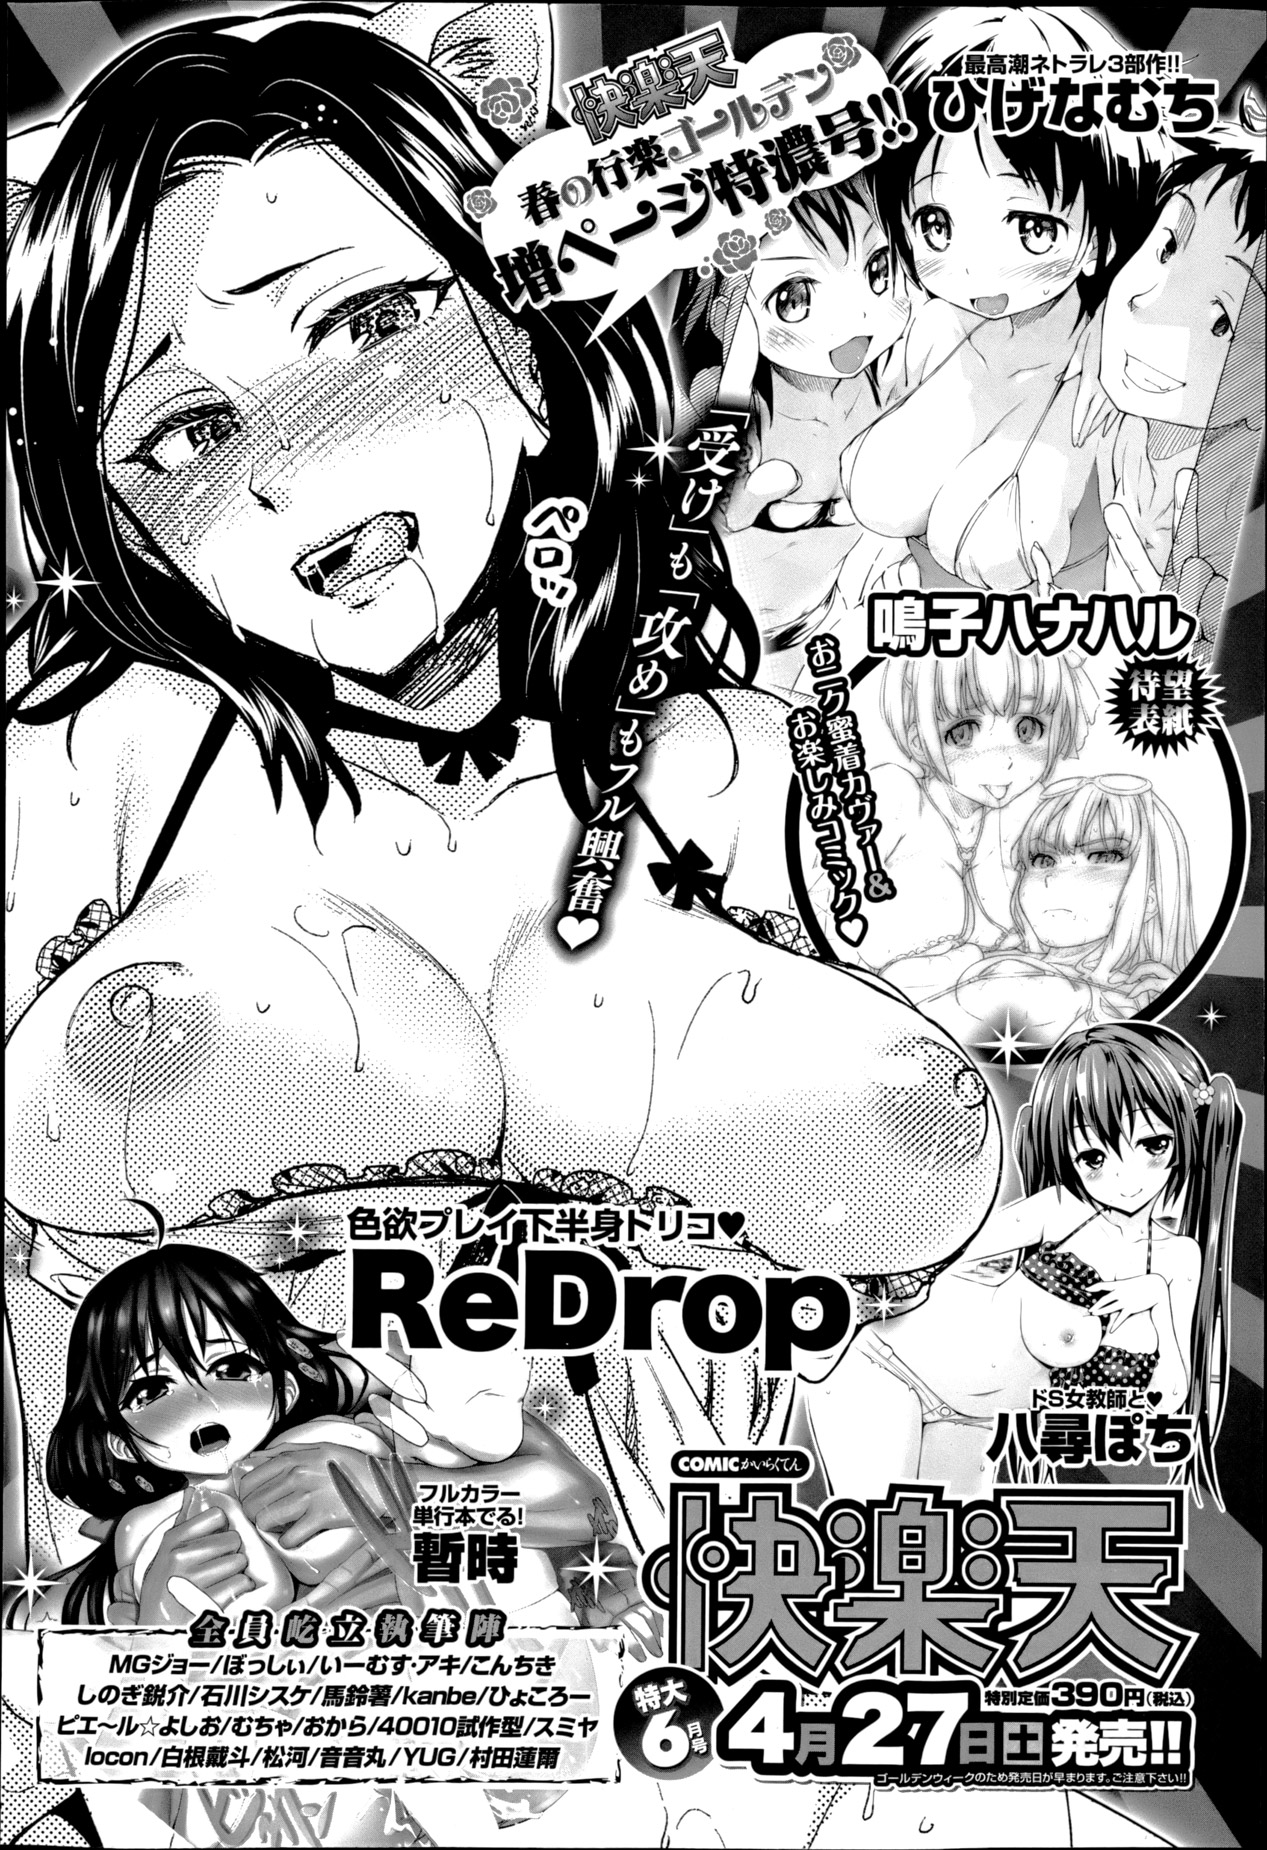 快楽天
春の行楽ゴールデン
増ページ特濃号!!
最高潮ネトラレ3部作!!
ひげなむち
「受け」も「攻め」もフル興奮♥
ペロッ
鳴子ハナハル
待望
表紙
おニク蜜着カヴァー&
お楽しみコミック♥
色欲プレイ下半身トリコ♥
ReDrop
ドS女教師と♥
八尋ぽち
フルカラー
単行本でる!
暫時
全・員・屹・立・執・筆・陣
MGジョー/ぼっしぃ/いーむす・アキ/こんちき
しのぎ鋭介/石川シスケ/馬鈴薯/kanbe/ひょころー
ピエ～ル☆よしお/むちゃ/おから/40010試作型/スミヤ
locon/白根戴斗/松河/音音丸/YUG/村田蓮爾
COMICかいらくてん
快楽天
特大
6月号
特別定価390円(税込)
4月27日土発売!!
ゴールデンウィークのため発売日が早まります。ご注意下さい!!